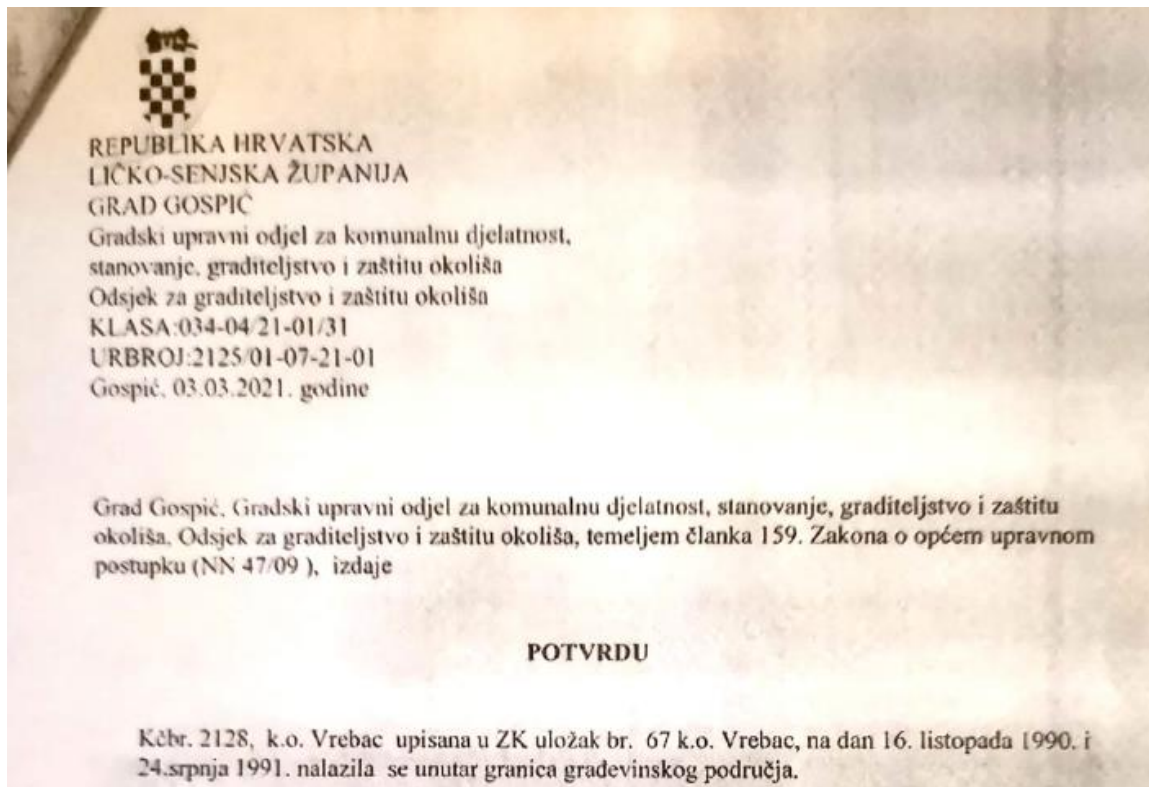 REPUBLIKA HRVATSKA
LIČKO-SENJSKA ŽUPANIJA
GRAD GOSPIĆ
Gradski upravni odjel za komunalnu djelatnost,
stanovanje, graditeljstvo i zaštitu okoliša
Odsjek za graditeljstvo i zaštitu okoliša
KLASA:034-04/21-01/31
URBROJ:2125/01-07-21-01
Gospić, 03.03.2021. godine
Grad Gospić, Gradski upravni odjel za komunalnu djelatnost, stanovanje, graditeljstvo i zaštitu
okoliša, Odsjek za graditeljstvo i zaštitu okoliša, temeljem članka 159. Zakona o općem upravnom
postupku (NN 47/09 ), izdaje
POTVRDU
Kčbr. 2128, k.o. Vrebac upisana u ZK uložak br. 67 k.o. Vrebac, na dan 16. listopada 1990. i
24.srpnja 1991. nalazila se unutar granica građevinskog područja.